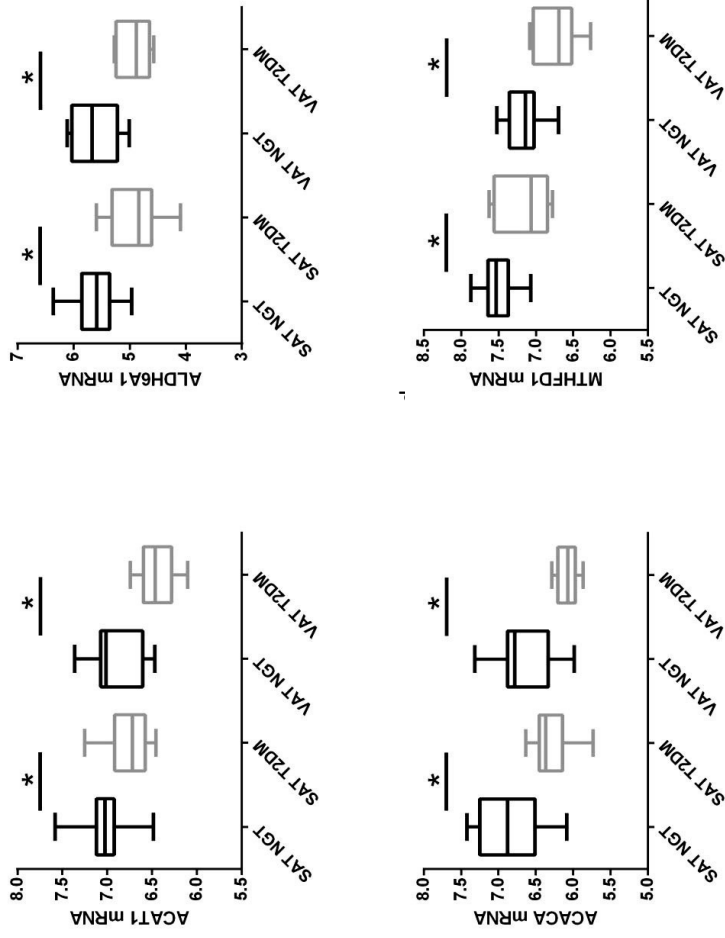 ACAT1 mRNA
8.0
7.5
7.0
6.5
6.0
5.5
*
*
SAT NGT
SAT T2DM
VAT NGT
VAT T2DM
ALDH6A1 mRNA
7
6
5
4
3
*
*
SAT NGT
SAT T2DM
VAT NGT
VAT T2DM
ACACA mRNA
8.0
7.5
7.0
6.5
6.0
5.5
5.0
*
*
SAT NGT
SAT T2DM
VAT NGT
VAT T2DM
MTHFD1 mRNA
8.5
8.0
7.5
7.0
6.5
6.0
5.5
*
*
SAT NGT
SAT T2DM
VAT NGT
VAT T2DM